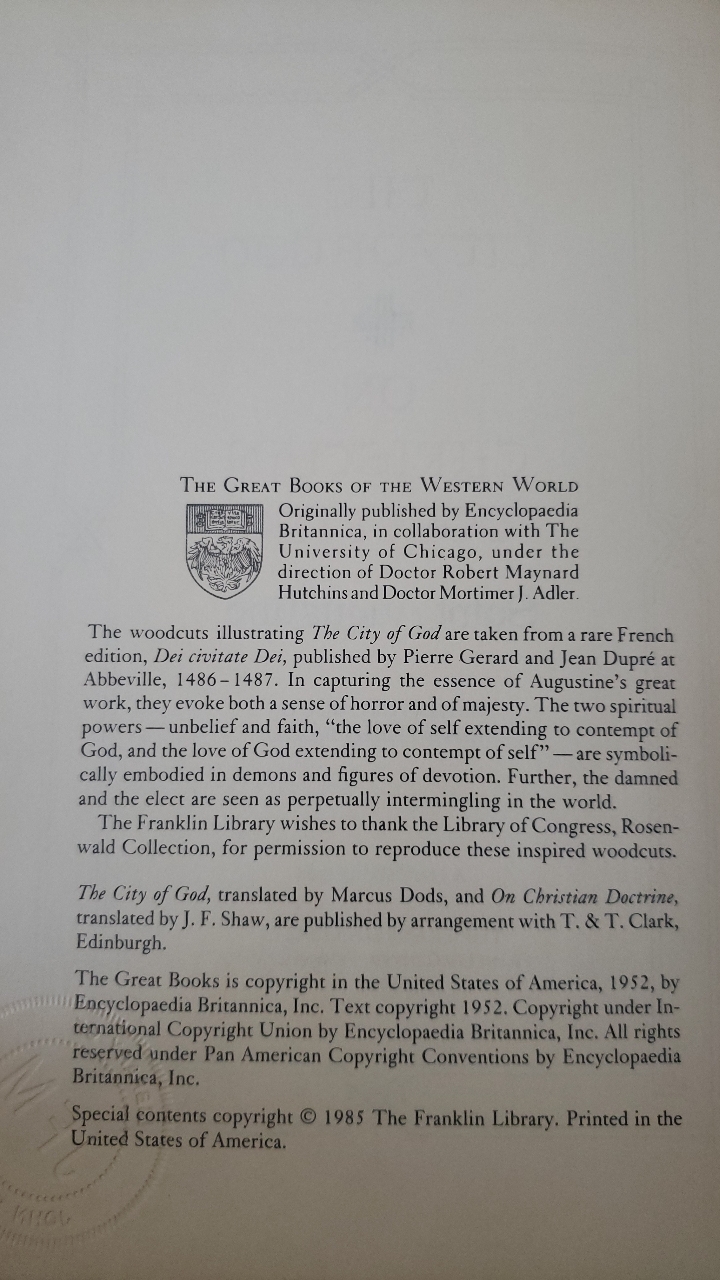 THE GREAT BOOKS OF THE WESTERN WORLD
Originally published by Encyclopaedia
Britannica, in collaboration with The
University of Chicago, under the
direction of Doctor Robert Maynard
Hutchins and Doctor Mortimer J. Adler.
The woodcuts illustrating The City of God are taken from a rare French
edition, Dei civitate Dei, published by Pierre Gerard and Jean Dupré at
Abbeville, 1486–1487. In capturing the essence of Augustine's great
work, they evoke both a sense of horror and of majesty. The two spiritual
powers — unbelief and faith, “the love of self extending to contempt of
God, and the love of God extending to contempt of self” — are symboli-
cally embodied in demons and figures of devotion. Further, the damned
and the elect are seen as perpetually intermingling in the world.
The Franklin Library wishes to thank the Library of Congress, Rosen-
wald Collection, for permission to reproduce these inspired woodcuts.
The City of God, translated by Marcus Dods, and On Christian Doctrine,
translated by J. F. Shaw, are published by arrangement with T. & T. Clark,
Edinburgh.
The Great Books is copyright in the United States of America, 1952, by
Encyclopaedia Britannica, Inc. Text copyright 1952. Copyright under In-
ternational Copyright Union by Encyclopaedia Britannica, Inc. All rights
reserved under Pan American Copyright Conventions by Encyclopaedia
Britannica, Inc.
Special contents copyright © 1985 The Franklin Library. Printed in the
United States of America.